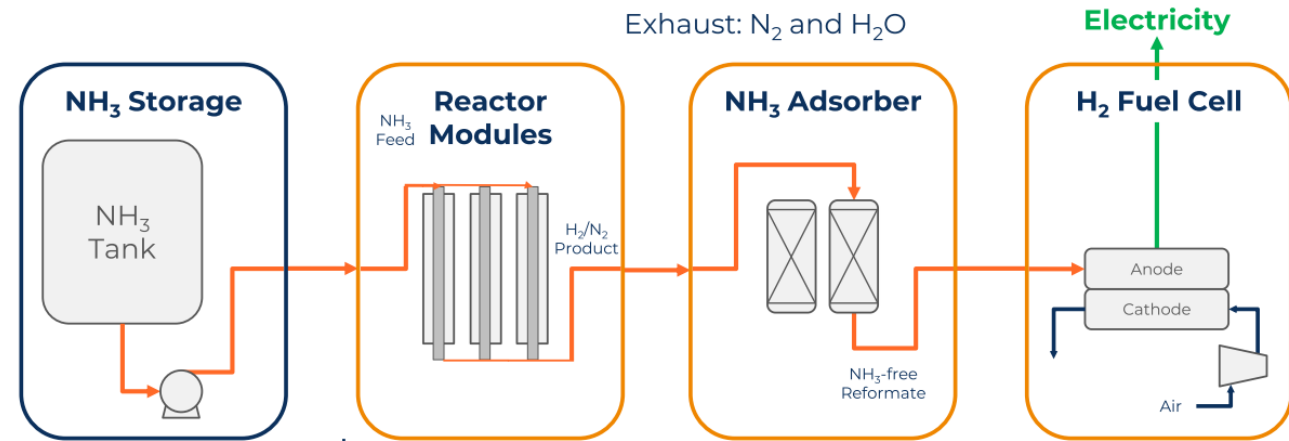 Exhaust: N₂ and H₂O
Electricity
NH₃ Storage
NH₃
Tank
Reactor
Modules
NH₃
Feed
H₂/N₂
Product
NH₃ Adsorber
NH₃-free
Reformate
H₂ Fuel Cell
Anode
Cathode
Air